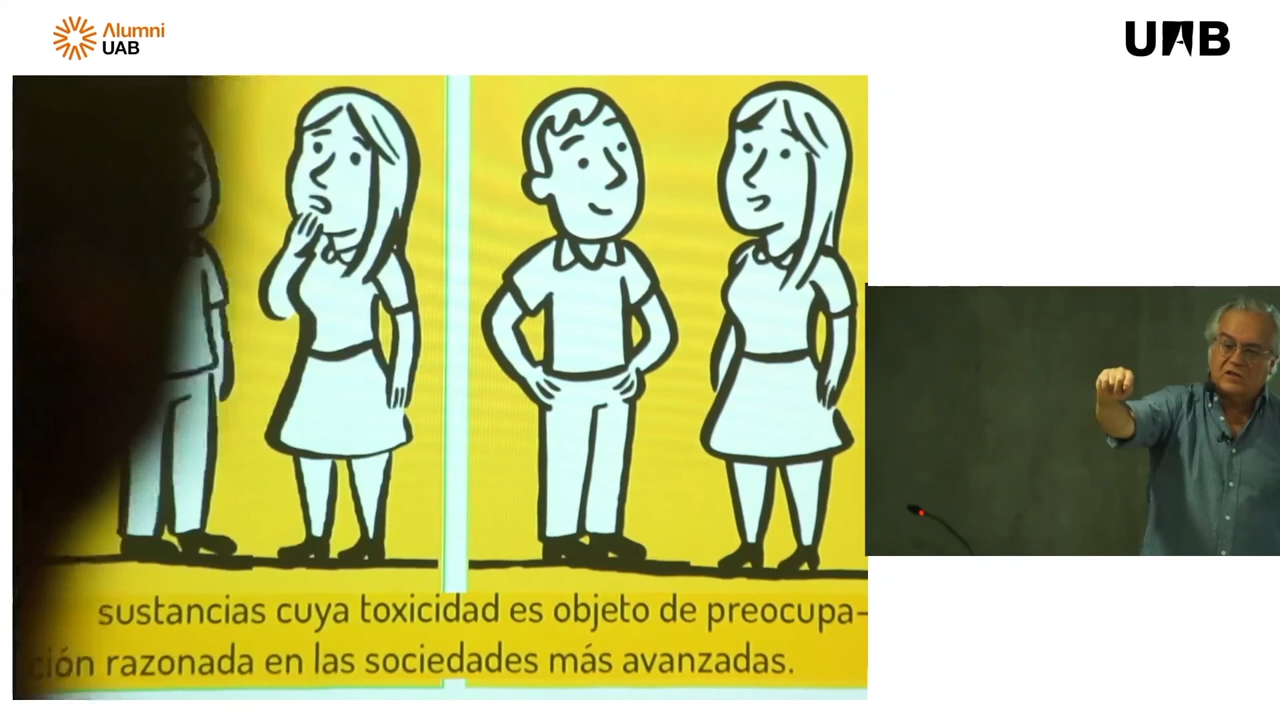 Alumni
UAB
UAB
sustancias cuya toxicidad es objeto de preocupa-
ción razonada en las sociedades más avanzadas.